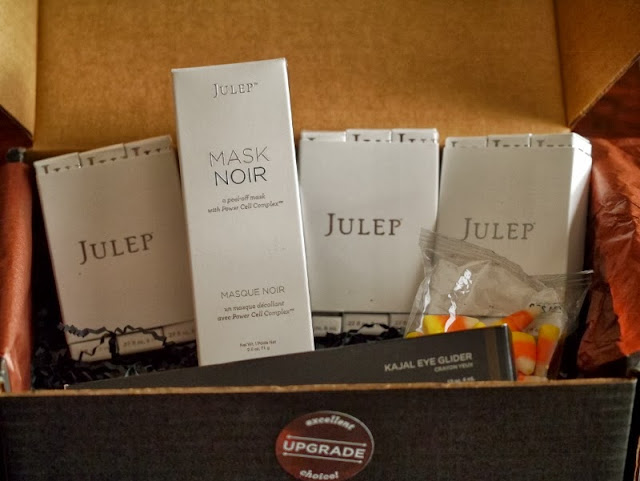 JULEP™
MASK
NOIR
a peel-off mask
with Power Cell Complex™
MASQUE NOIR
un masque décollant
avec Power Cell Complex™
JULEP
JULEP
JULEP
KAJAL EYE GLIDER
CRAYON YEUX
excellent
UPGRADE
choice!